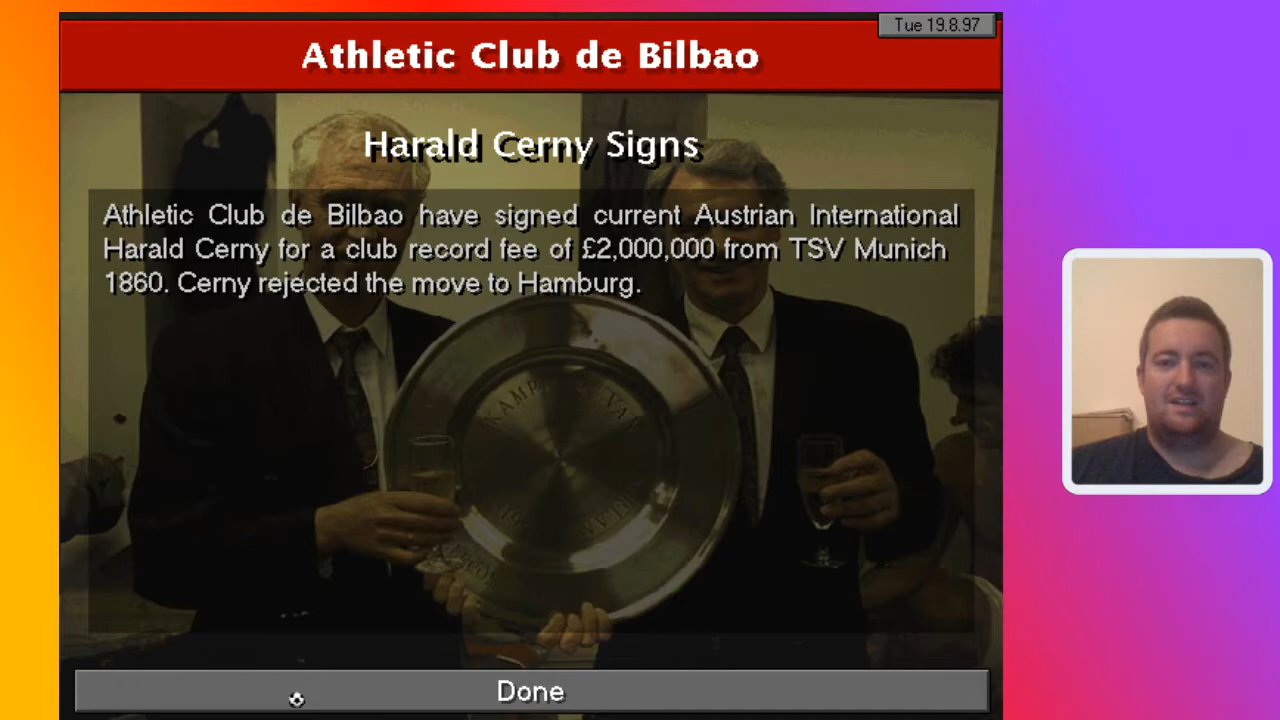 Tue 19.8.97
Athletic Club de Bilbao
Harald Cerny Signs
Athletic Club de Bilbao have signed current Austrian International
Harald Cerny for a club record fee of £2,000,000 from TSV Munich
1860. Cerny rejected the move to Hamburg.
Done